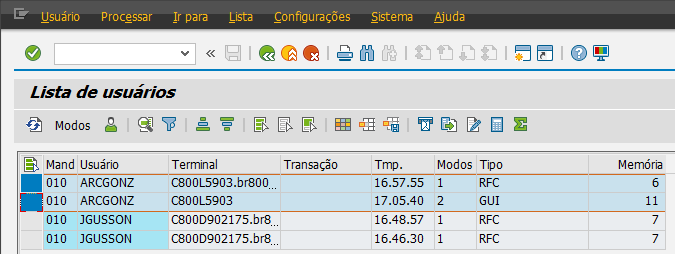 Usuário Processar Ir para Lista Configurações Sistema Ajuda
Lista de usuários
Modos
Mand Usuário Terminal Transação Tmp. Modos Tipo Memória
010 ARCGONZ C800L5903.br800... 16.57.55 1 RFC 6
010 ARCGONZ C800L5903 17.05.40 2 GUI 11
010 JGUSSON C800D902175.br8... 16.48.57 1 RFC 7
010 JGUSSON C800D902175.br8... 16.46.30 1 RFC 7